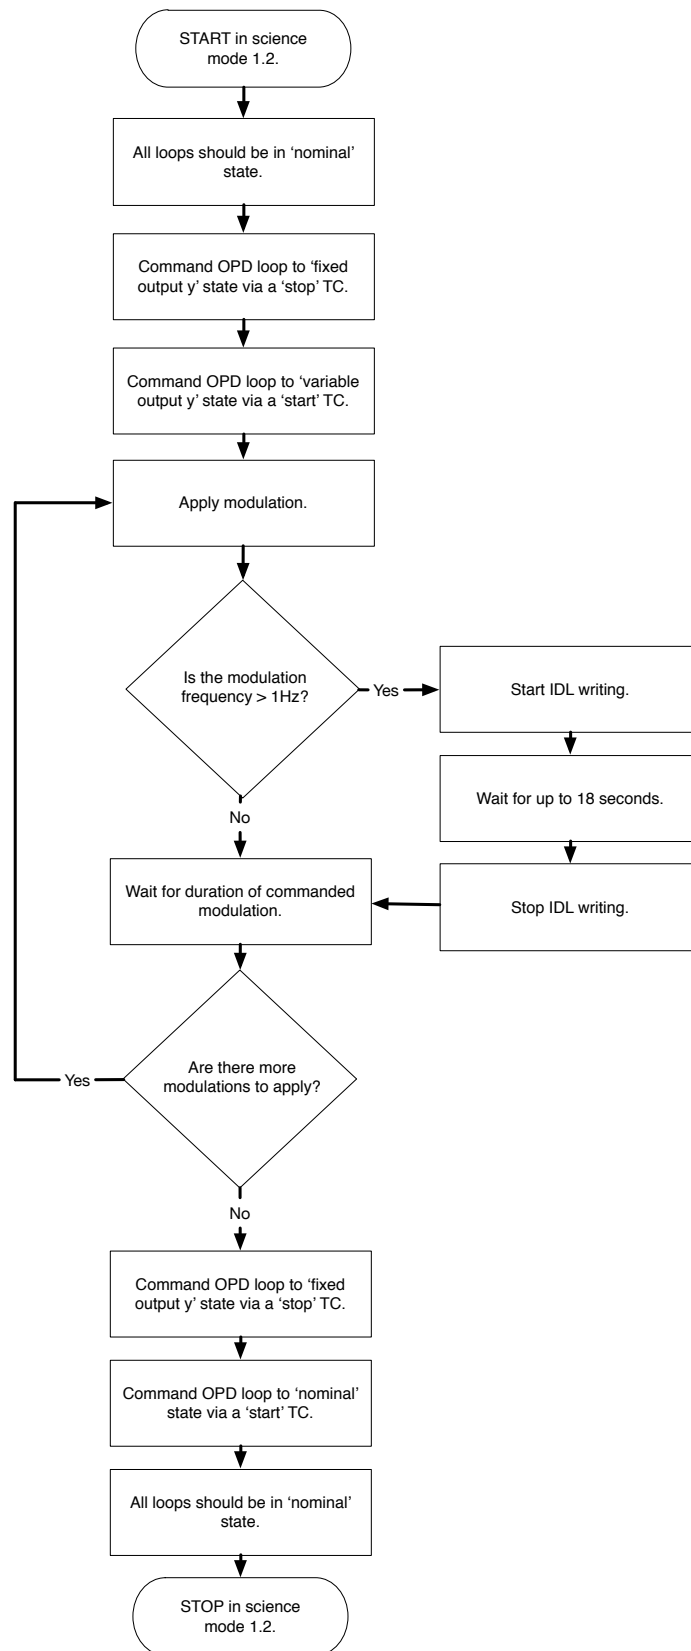 START in science
mode 1.2.
All loops should be in ‘nominal’
state.
Command OPD loop to ‘fixed
output y’ state via a ‘stop’ TC.
Command OPD loop to ‘variable
output y’ state via a ‘start’ TC.
Apply modulation.
Is the modulation
frequency > 1Hz?
Yes
Start IDL writing.
Wait for up to 18 seconds.
Stop IDL writing.
No
Wait for duration of commanded
modulation.
Are there more
modulations to apply?
Yes
No
Command OPD loop to ‘fixed
output y’ state via a ‘stop’ TC.
Command OPD loop to ‘nominal’
state via a ‘start’ TC.
All loops should be in ‘nominal’
state.
STOP in science
mode 1.2.